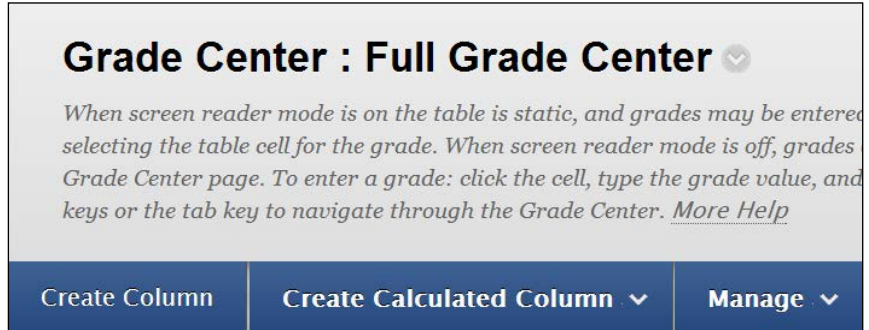 Grade Center : Full Grade Center
When screen reader mode is on the table is static, and grades may be entered
selecting the table cell for the grade. When screen reader mode is off, grades
Grade Center page. To enter a grade: click the cell, type the grade value, and
keys or the tab key to navigate through the Grade Center. More Help
Create Column Create Calculated Column Manage